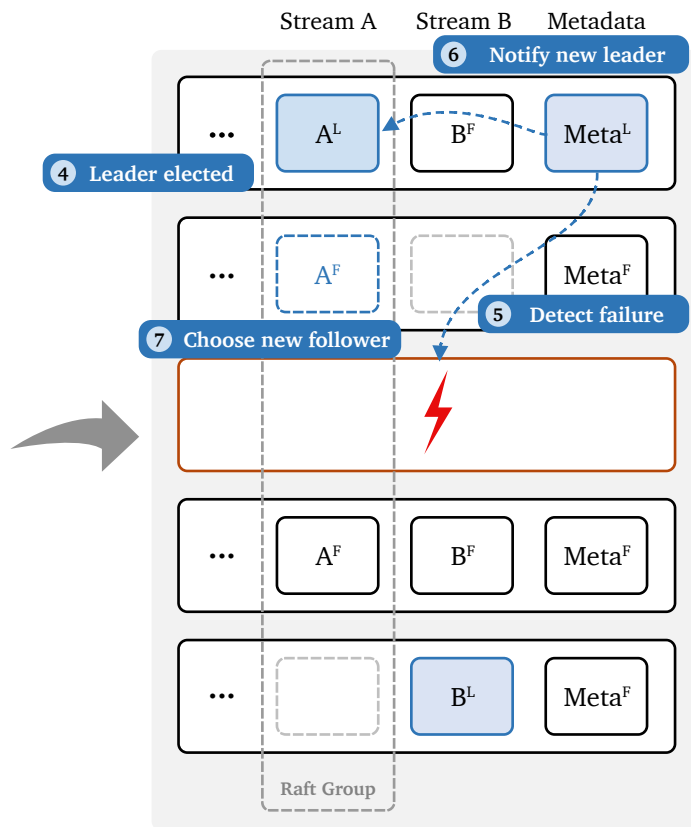 Stream A Stream B Metadata
6 Notify new leader
... A^L B^F Meta^L
4 Leader elected
... A^F Meta^F
5 Detect failure
7 Choose new follower
... A^F B^F Meta^F
... B^L Meta^F
Raft Group